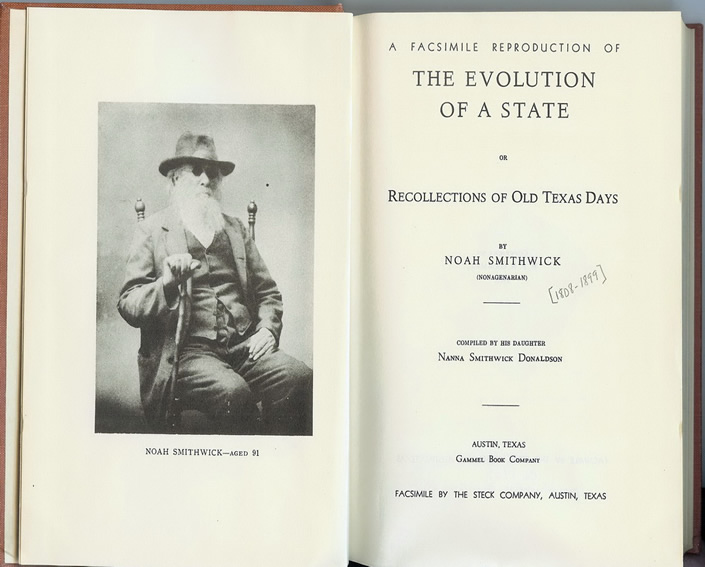 NOAH SMITHWICK—AGED 91
A FACSIMILE REPRODUCTION OF
THE EVOLUTION
OF A STATE
OR
RECOLLECTIONS OF OLD TEXAS DAYS
BY
NOAH SMITHWICK
(NONAGENARIAN)
[1808-1899]
COMPILED BY HIS DAUGHTER
NANNA SMITHWICK DONALDSON
AUSTIN, TEXAS
GAMMEL BOOK COMPANY
FACSIMILE BY THE STECK COMPANY, AUSTIN, TEXAS